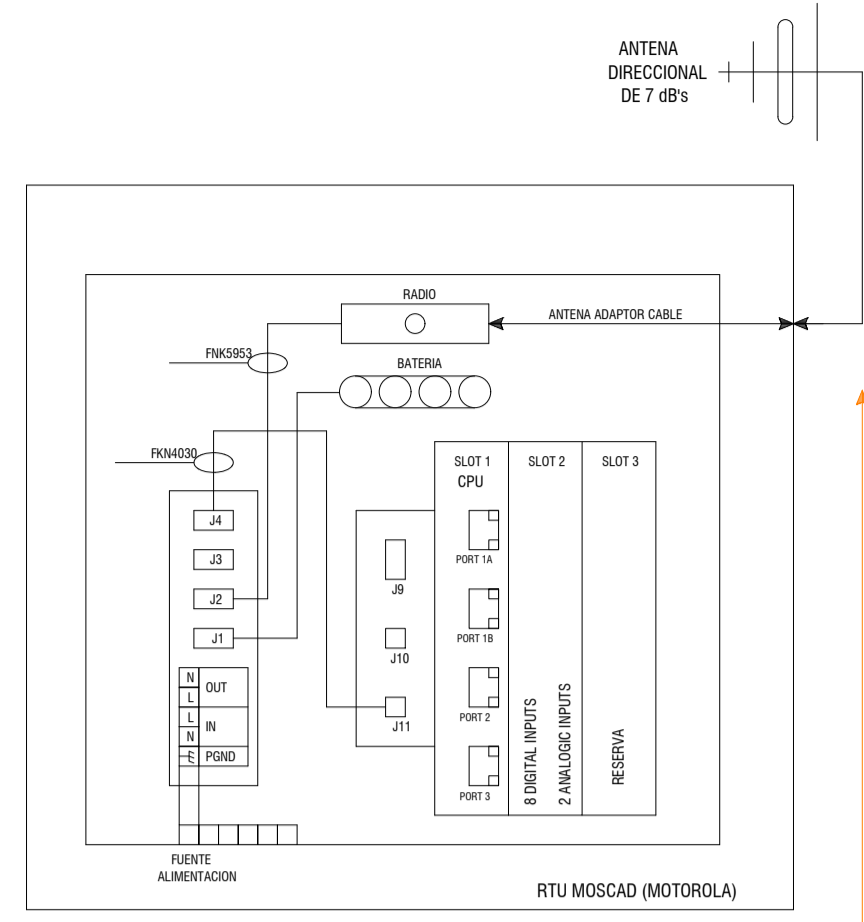 ANTENA
DIRECCIONAL
DE 7 dB's
RADIO
ANTENA ADAPTOR CABLE
FNK5953
BATERIA
FKN4030
SLOT 1
CPU
SLOT 2
SLOT 3
J4
J3
J2
J1
J9
J10
J11
PORT 1A
PORT 1B
PORT 2
PORT 3
8 DIGITAL INPUTS
2 ANALOGIC INPUTS
RESERVA
N
L
OUT
L
N
IN
PGND
FUENTE
ALIMENTACION
RTU MOSCAD (MOTOROLA)